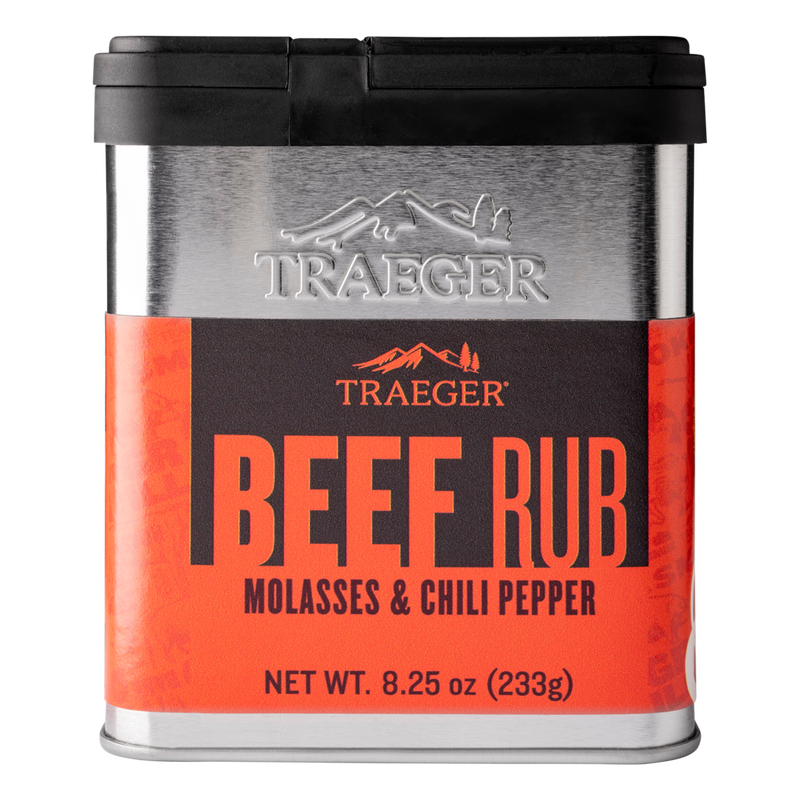 TRAEGER
TRAEGER®
BEEF RUB
MOLASSES & CHILI PEPPER
NET WT. 8.25 oz (233g)